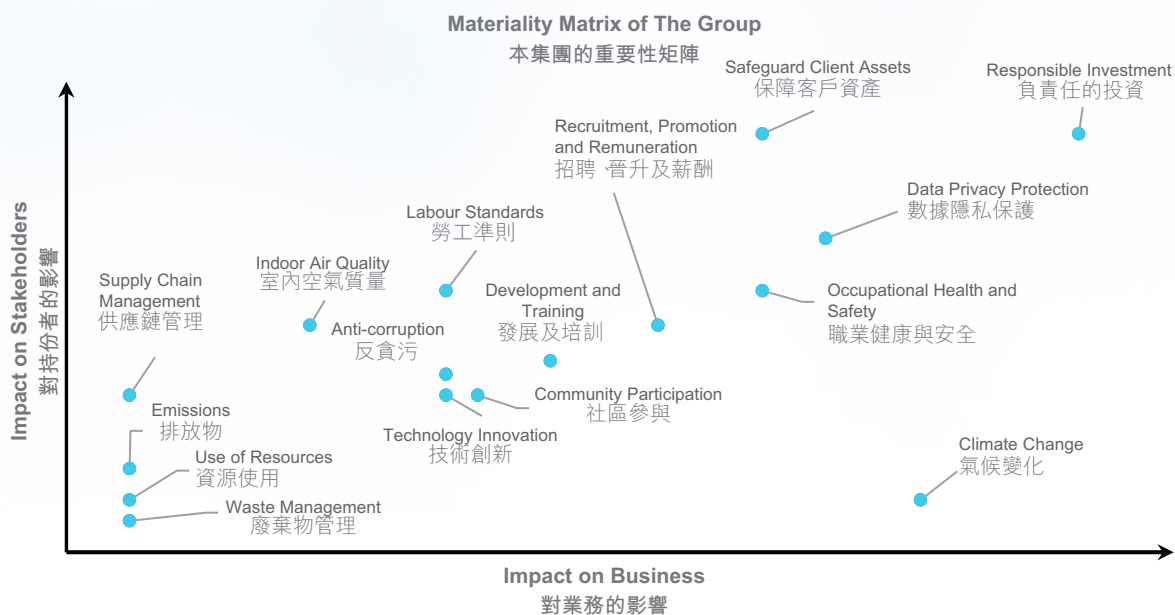 Materiality Matrix of The Group
本集團的重要性矩陣
Safeguard Client Assets
保障客戶資產
Responsible Investment
負責任的投資
Recruitment, Promotion
and Remuneration
招聘、晉升及薪酬
Data Privacy Protection
數據隱私保護
Labour Standards
勞工準則
Indoor Air Quality
室內空氣質量
Supply Chain
Management
供應鏈管理
Development and
Training
發展及培訓
Occupational Health and
Safety
職業健康與安全
Anti-corruption
反貪污
Community Participation
社區參與
Emissions
排放物
Technology Innovation
技術創新
Climate Change
氣候變化
Use of Resources
資源使用
Waste Management
廢棄物管理
Impact on Stakeholders
對持份者的影響
Impact on Business
對業務的影響